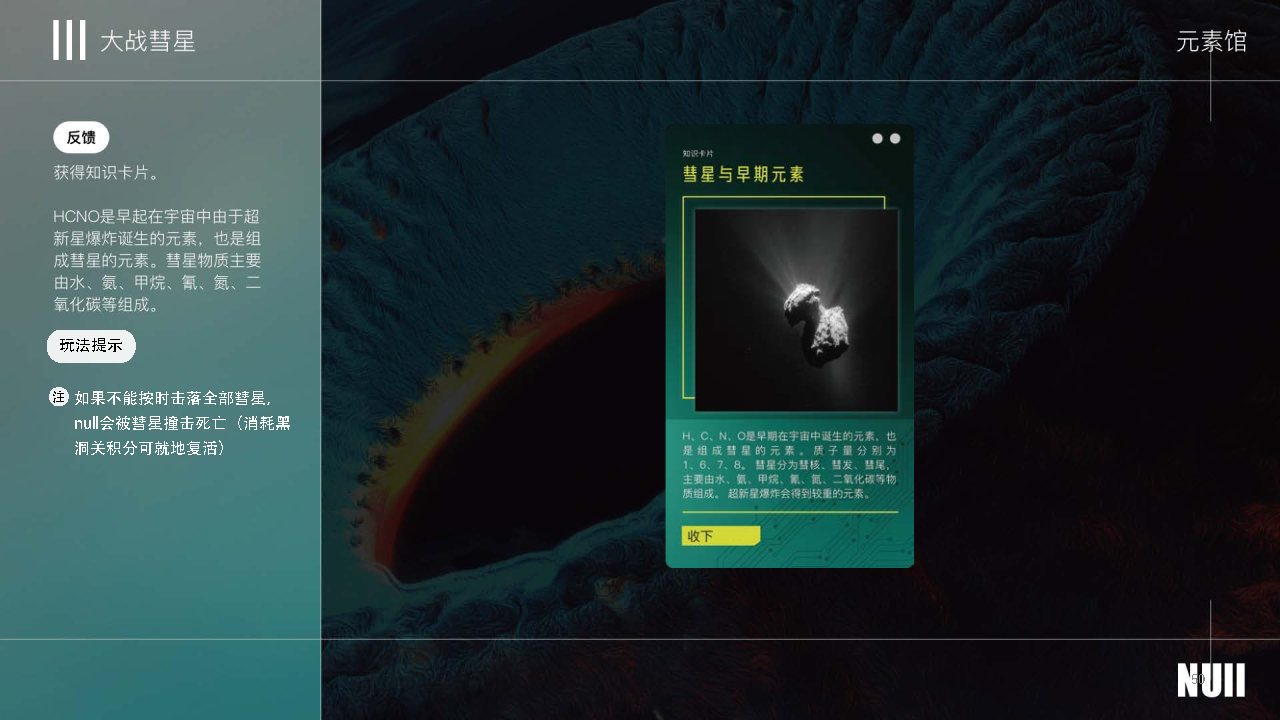 大战彗星
元素馆
反馈
获得知识卡片。
HCNO是早起在宇宙中由于超
新星爆炸诞生的元素，也是组
成彗星的元素。彗星物质主要
由水、氨、甲烷、氰、氮、二
氧化碳等组成。
玩法提示
注 如果不能按时击落全部彗星，
null会被彗星撞击死亡（消耗黑
洞关积分可就地复活）
知识卡片
彗星与早期元素
H、C、N、O是早期在宇宙中诞生的元素，也
是组成彗星的元素。质子量分别为
1、6、7、8。 彗星分为彗核、彗发、彗尾，
主要由水、氨、甲烷、氰、氮、二氧化碳等物
质组成。 超新星爆炸会得到较重的元素。
收下
NUll
50